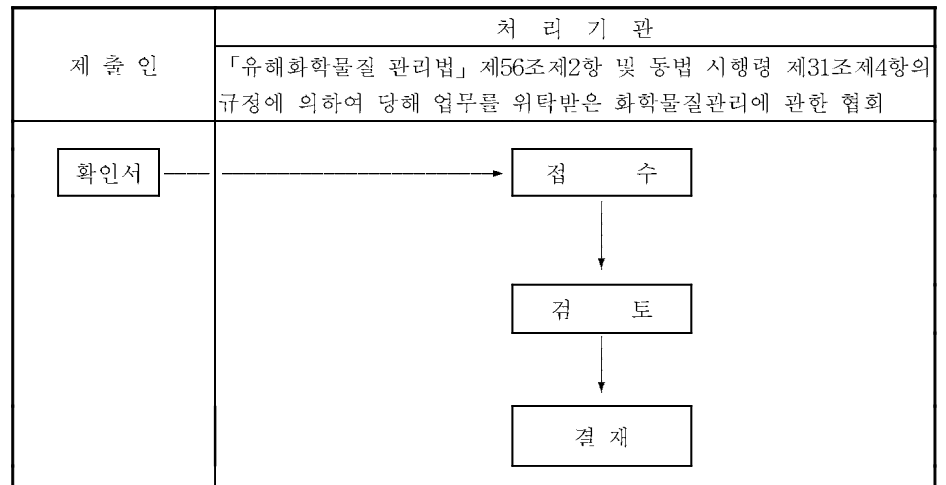 처 리 기 관
제 출 인
「유해화학물질 관리법」 제56조제2항 및 동법 시행령 제31조제4항의
규정에 의하여 당해 업무를 위탁받은 화학물질관리에 관한 협회
확인서
접 수
검 토
결 재